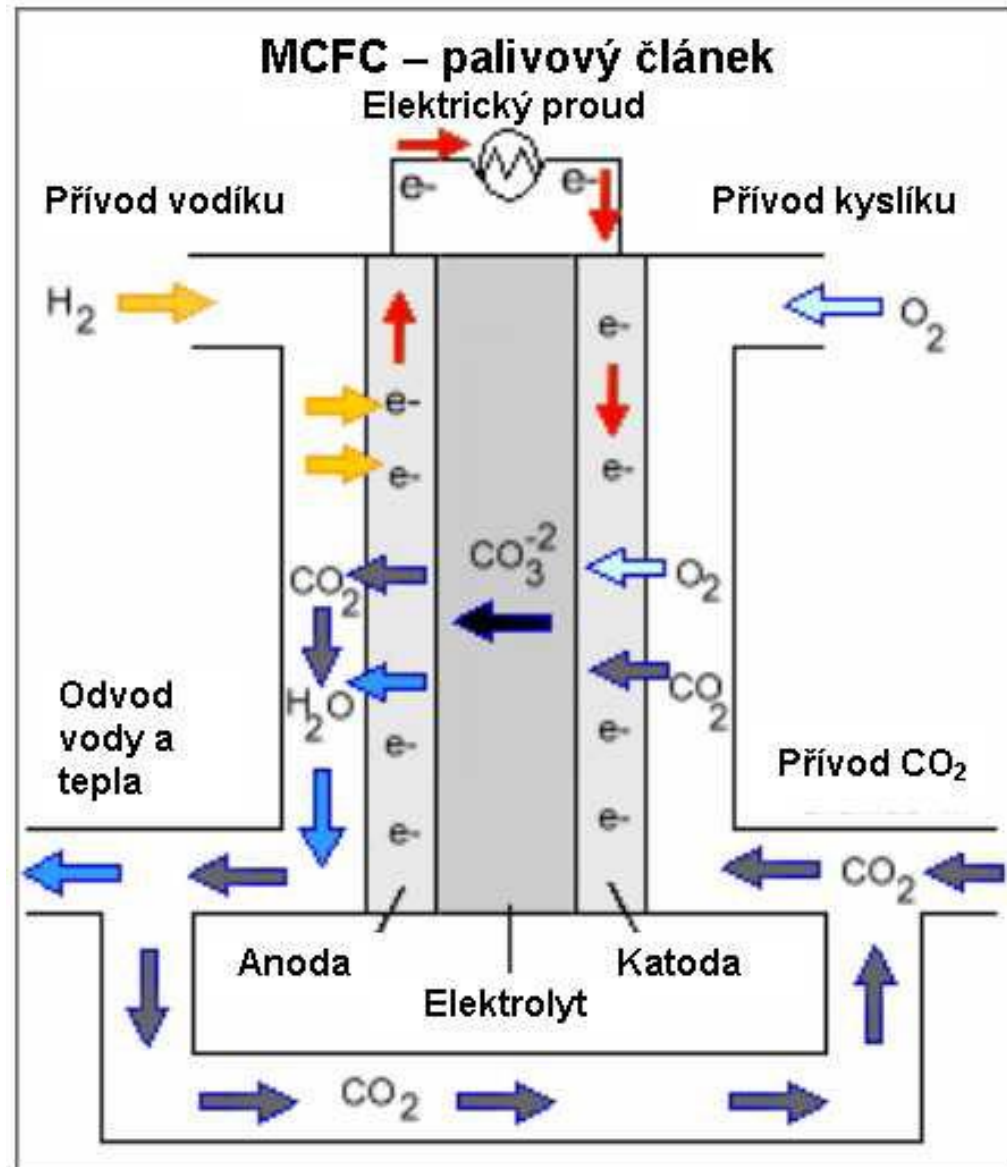 MCFC – palivový článek
Elektrický proud
e- e-
Přívod vodíku
Přívod kyslíku
H2
O2
e-
e-
e-
e-
CO3-2
CO2
O2
H2O
CO2
Odvod
vody a
tepla
e-
e-
Přívod CO2
e-
e-
CO2
Anoda
Katoda
Elektrolyt
CO2